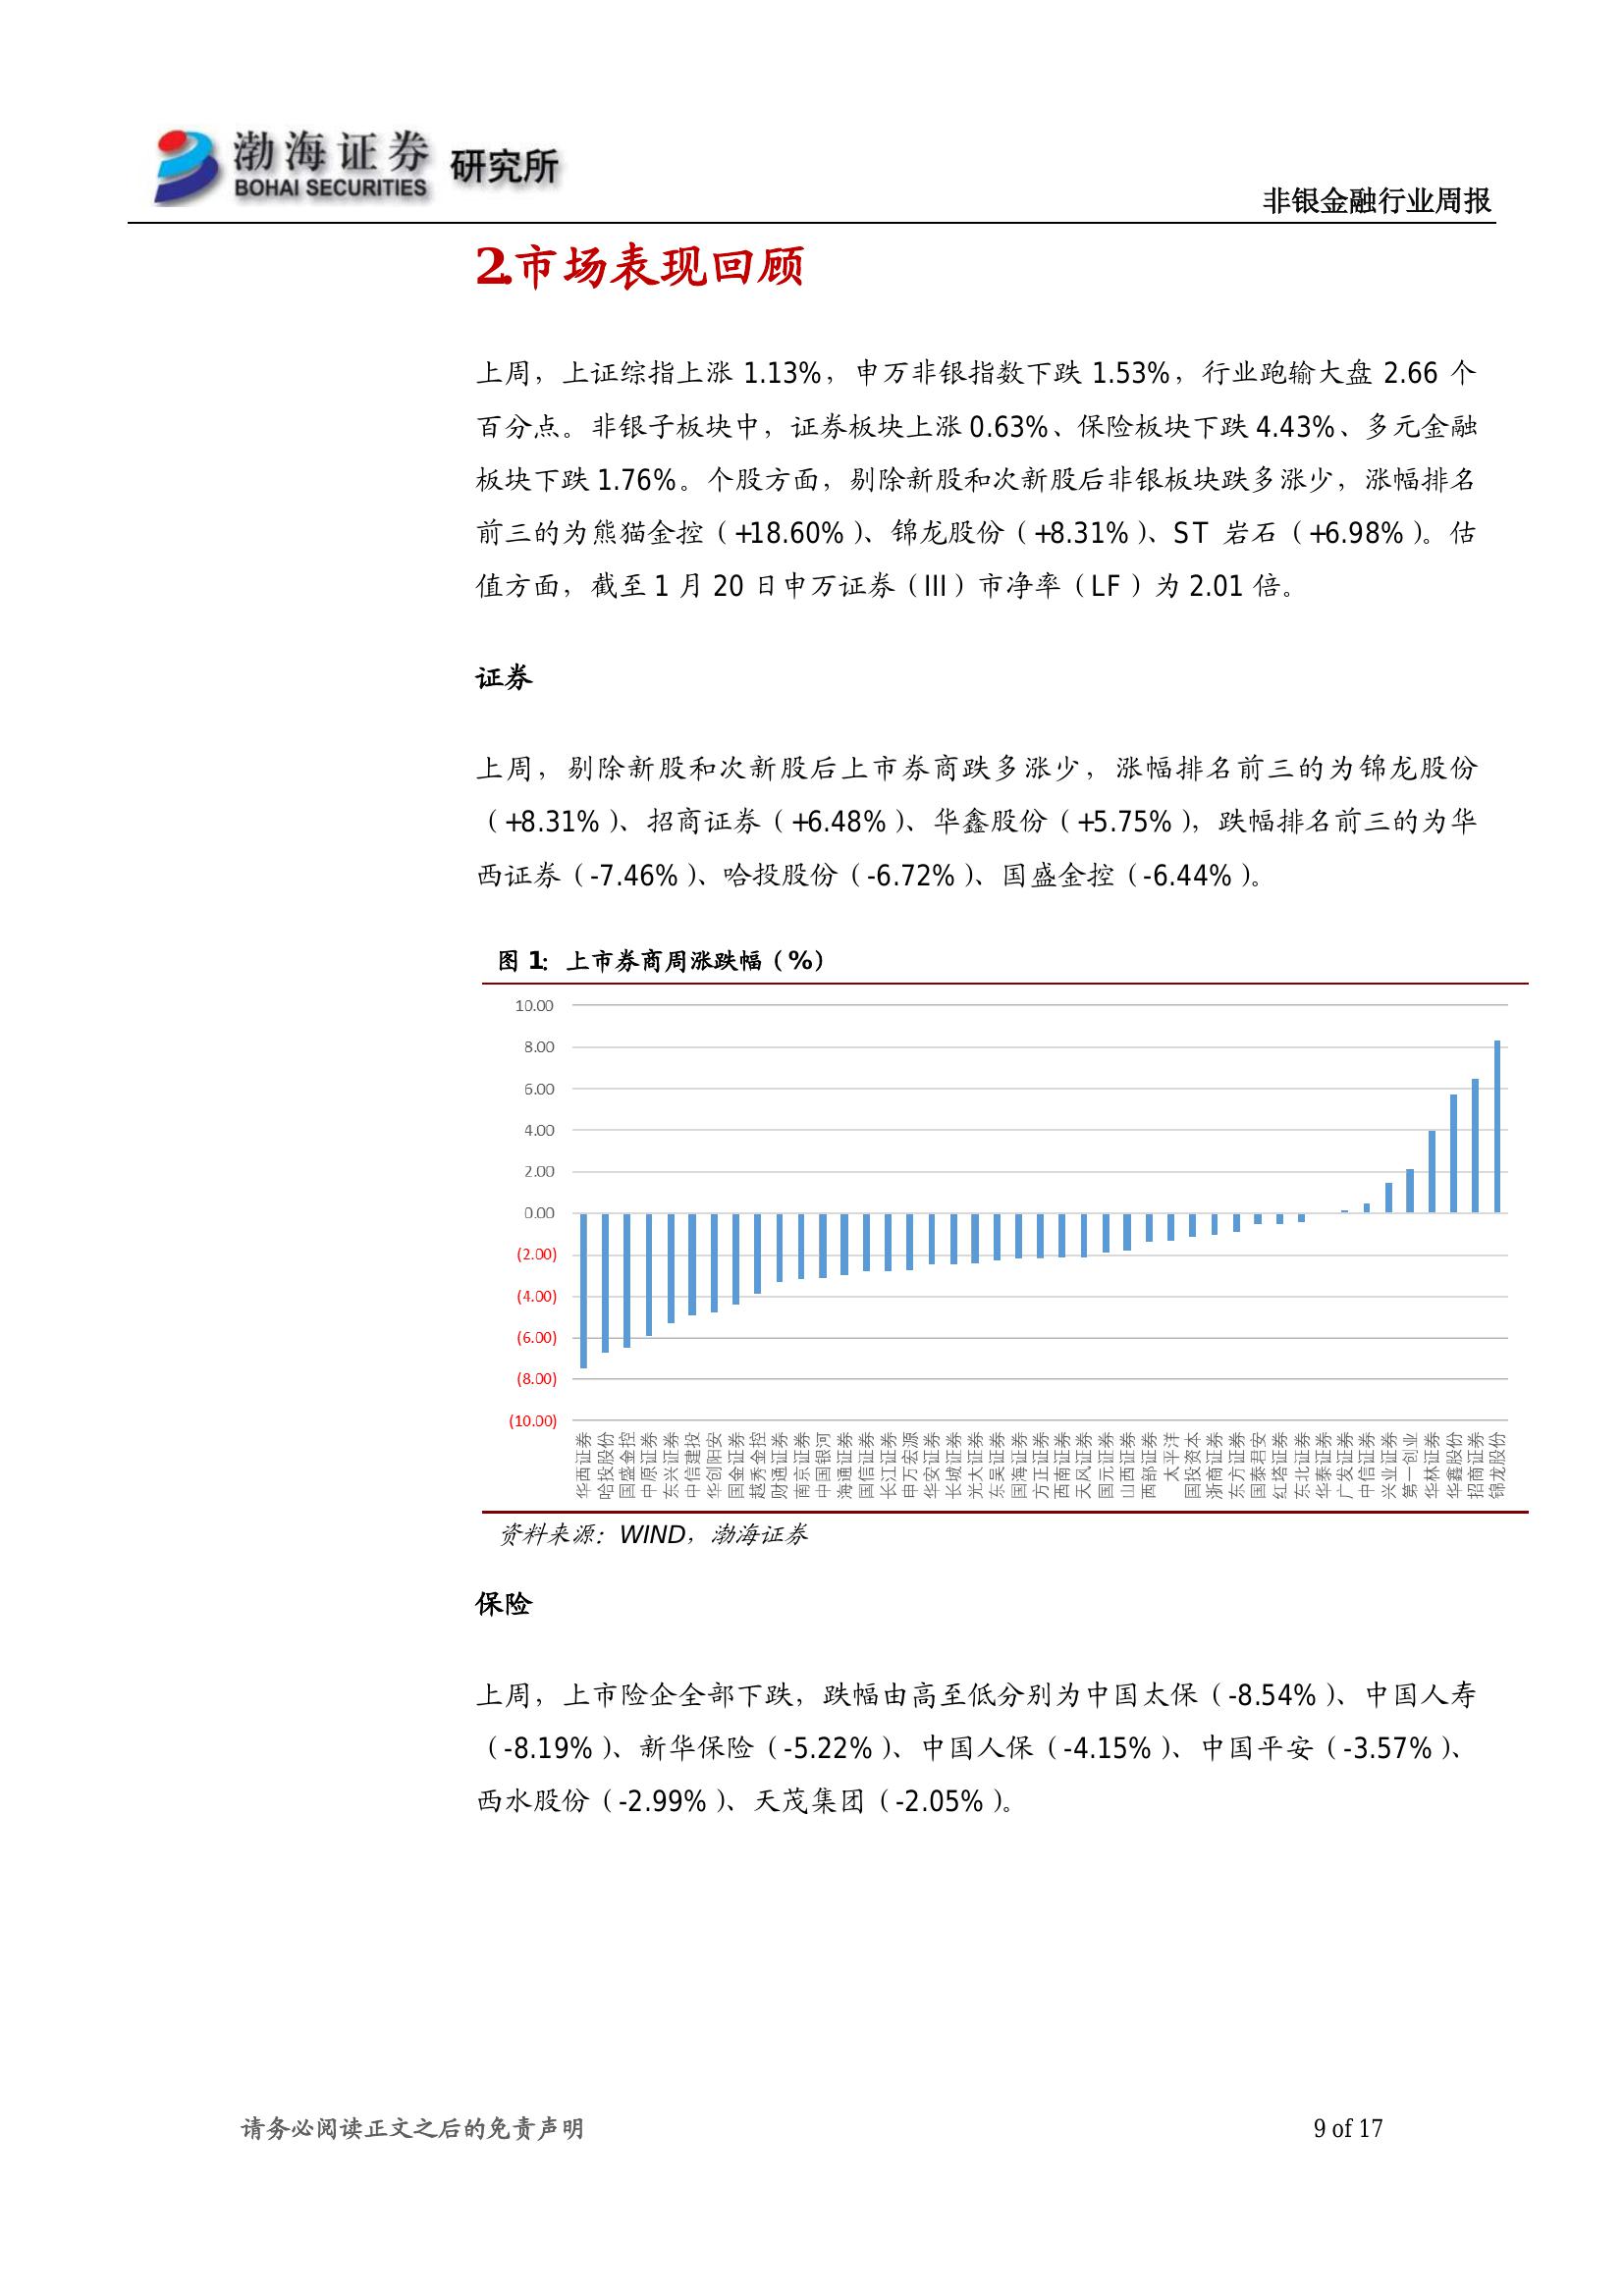 渤海证券 研究所
BOHAI SECURITIES
非银金融行业周报
2.市场表现回顾
上周，上证综指上涨 1.13%，申万非银指数下跌 1.53%，行业跑输大盘 2.66 个
百分点。非银子板块中，证券板块上涨 0.63%、保险板块下跌 4.43%、多元金融
板块下跌 1.76%。个股方面，剔除新股和次新股后非银板块跌多涨少，涨幅排名
前三的为熊猫金控（+18.60%）、锦龙股份（+8.31%）、ST 岩石（+6.98%）。估
值方面，截至 1 月 20 日申万证券（III）市净率（LF）为 2.01 倍。
证券
上周，剔除新股和次新股后上市券商跌多涨少，涨幅排名前三的为锦龙股份
（+8.31%）、招商证券（+6.48%）、华鑫股份（+5.75%），跌幅排名前三的为华
西证券（-7.46%）、哈投股份（-6.72%）、国盛金控（-6.44%）。
图 1：上市券商周涨跌幅（%）
10.00
8.00
6.00
4.00
2.00
0.00
(2.00)
(4.00)
(6.00)
(8.00)
(10.00)
华西证券
哈投股份
国盛金控
中原证券
东兴证券
中信建投
华创阳安
国金证券
越秀金控
财通证券
南京证券
中国银河
海通证券
国信证券
长江证券
申万宏源
华安证券
长城证券
光大证券
东吴证券
国海证券
方正证券
西南证券
天风证券
国元证券
山西证券
西部证券
太平洋
国投资本
浙商证券
东方证券
国泰君安
红塔证券
东北证券
华泰证券
广发证券
中信证券
兴业证券
第一创业
华林证券
华鑫股份
招商证券
锦龙股份
资料来源：WIND，渤海证券
保险
上周，上市险企全部下跌，跌幅由高至低分别为中国太保（-8.54%）、中国人寿
（-8.19%）、新华保险（-5.22%）、中国人保（-4.15%）、中国平安（-3.57%）、
西水股份（-2.99%）、天茂集团（-2.05%）。
请务必阅读正文之后的免责声明
9 of 17